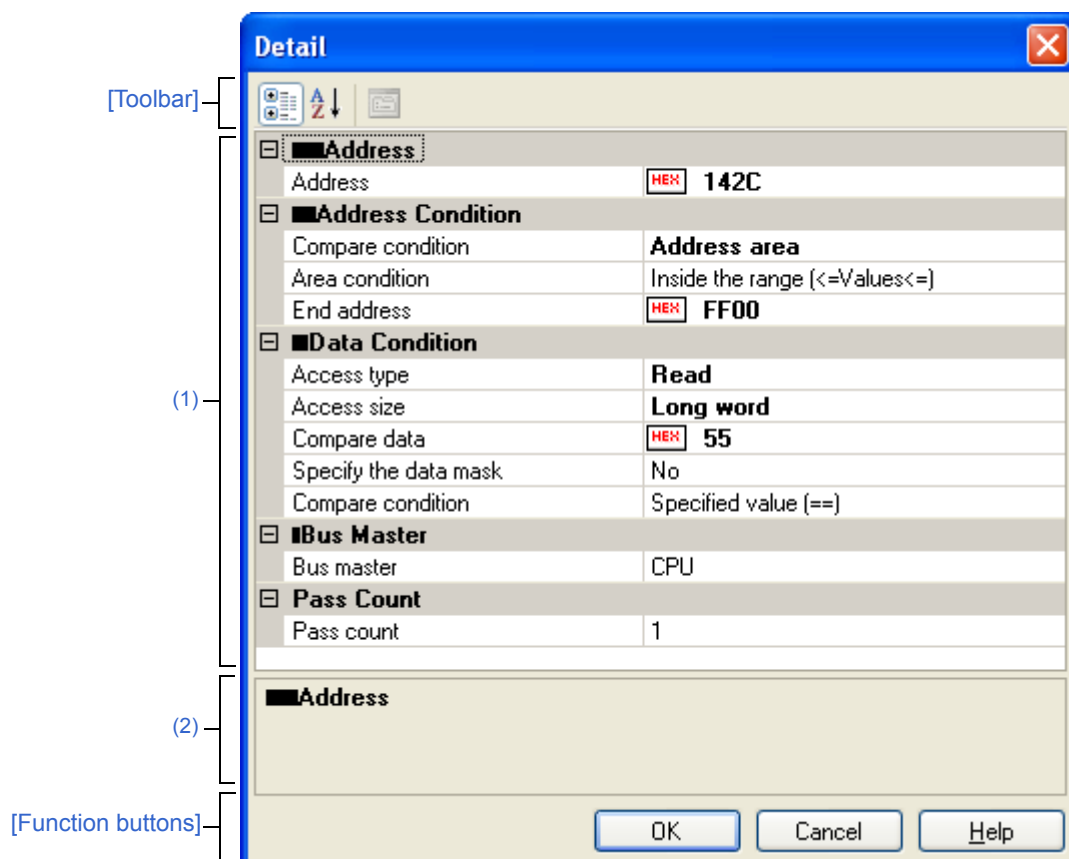 Detail
[Toolbar]
A
Z
Address
Address HEX 142C
Address Condition
Compare condition Address area
Area condition Inside the range (<=Values<=)
End address HEX FF00
Data Condition
Access type Read
(1)
Access size Long word
Compare data HEX 55
Specify the data mask No
Compare condition Specified value (==)
Bus Master
Bus master CPU
Pass Count
Pass count 1
Address
(2)
[Function buttons]
OK Cancel Help